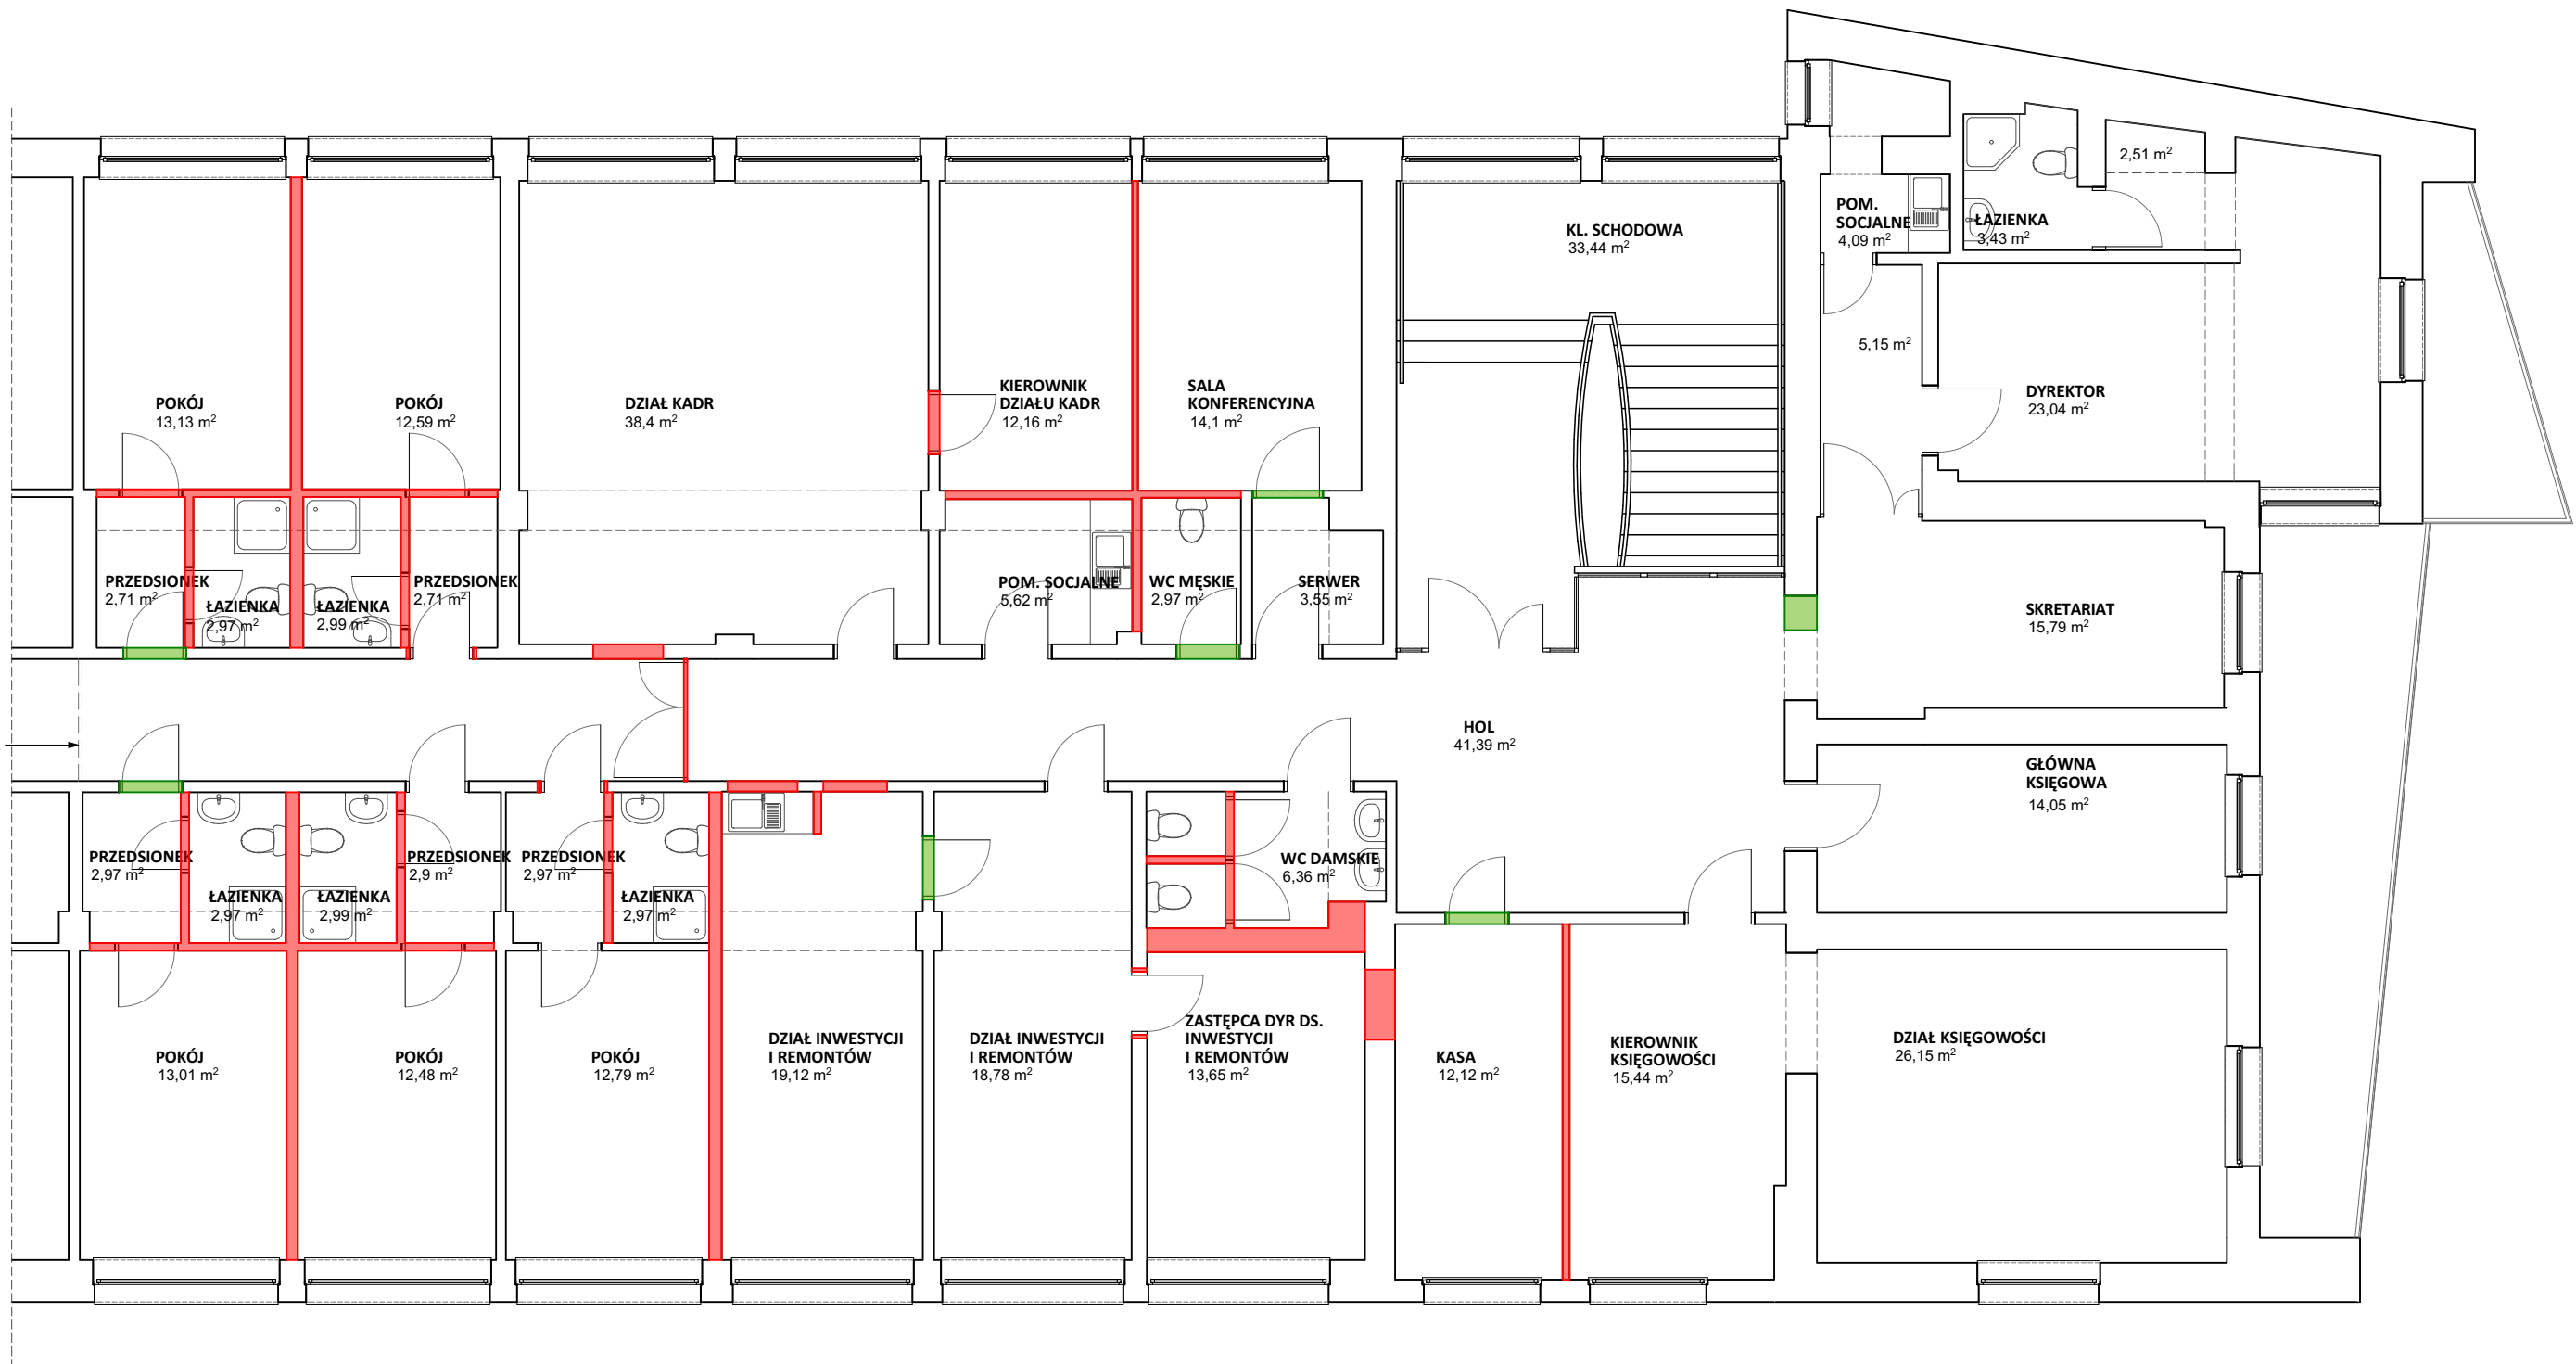 2,51 m²
POM.
SOCJALNE
4,09 m²
ŁAZIENKA
3,43 m²
KL. SCHODOWA
33,44 m²
5,15 m²
POKÓJ
13,13 m²
POKÓJ
12,59 m²
DZIAŁ KADR
38,4 m²
KIEROWNIK
DZIAŁU KADR
12,16 m²
SALA
KONFERENCYJNA
14,1 m²
DYREKTOR
23,04 m²
PRZEDSIONEK
2,71 m²
ŁAZIENKA
2,97 m²
ŁAZIENKA
2,99 m²
PRZEDSIONEK
2,71 m²
POM. SOCJALNE
5,62 m²
WC MĘSKIE
2,97 m²
SERWER
3,55 m²
SKRETARIAT
15,79 m²
HOL
41,39 m²
GŁÓWNA
KSIĘGOWA
14,05 m²
PRZEDSIONEK
2,97 m²
ŁAZIENKA
2,97 m²
ŁAZIENKA
2,99 m²
PRZEDSIONEK
2,9 m²
PRZEDSIONEK
2,97 m²
ŁAZIENKA
2,97 m²
WC DAMSKIE
6,36 m²
POKÓJ
13,01 m²
POKÓJ
12,48 m²
POKÓJ
12,79 m²
DZIAŁ INWESTYCJI
I REMONTÓW
19,12 m²
DZIAŁ INWESTYCJI
I REMONTÓW
18,78 m²
ZASTĘPCA DYR DS.
INWESTYCJI
I REMONTÓW
13,65 m²
KASA
12,12 m²
KIEROWNIK
KSIĘGOWOŚCI
15,44 m²
DZIAŁ KSIĘGOWOŚCI
26,15 m²